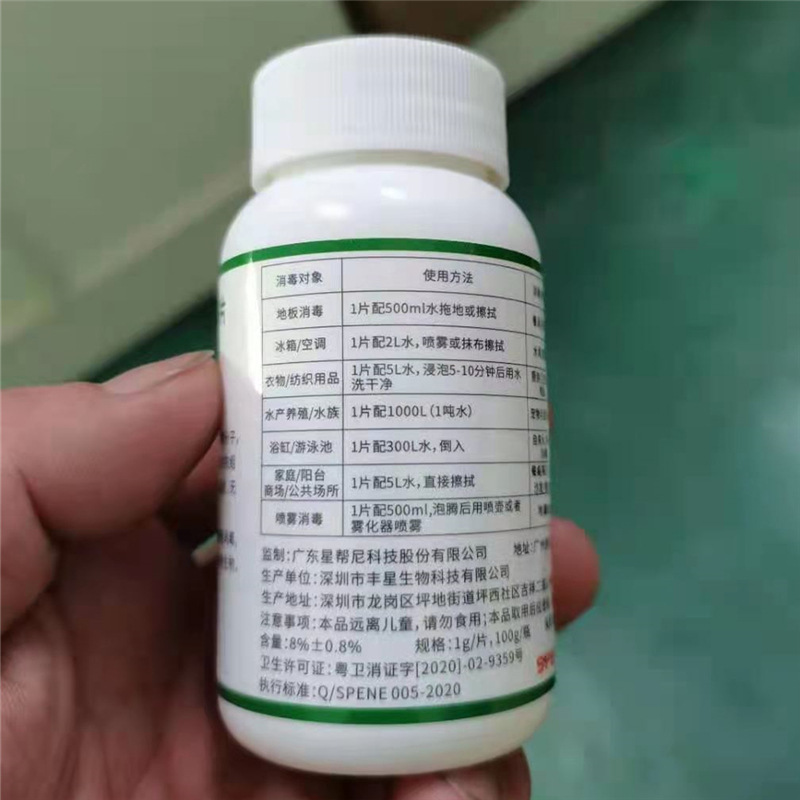 消毒对象 使用方法
地板消毒 1片配500ml水拖地或擦拭
冰箱/空调 1片配2L水,喷雾或抹布擦拭
衣物/纺织用品 1片配5L水,浸泡5-10分钟后用水
洗干净
水产养殖/水族 1片配1000L(1吨水)
浴缸/游泳池 1片配300L水,倒入
家庭/阳台
商场/公共场所 1片配5L水,直接擦拭
喷雾消毒 1片配500ml,泡腾后用喷壶或者
雾化器喷雾
监制:广东星帮尼科技股份有限公司 地址:广州
生产单位:深圳市丰星生物科技有限公司
生产地址:深圳市龙岗区坪地街道坪西社区吉祥二
注意事项:本品远离儿童,请勿食用;本品取用后应
含量:8%±0.8% 规格:1g/片,100g/瓶
卫生许可证:粤卫消证字[2020]-02-9359号
执行标准:Q/SPENE 005-2020